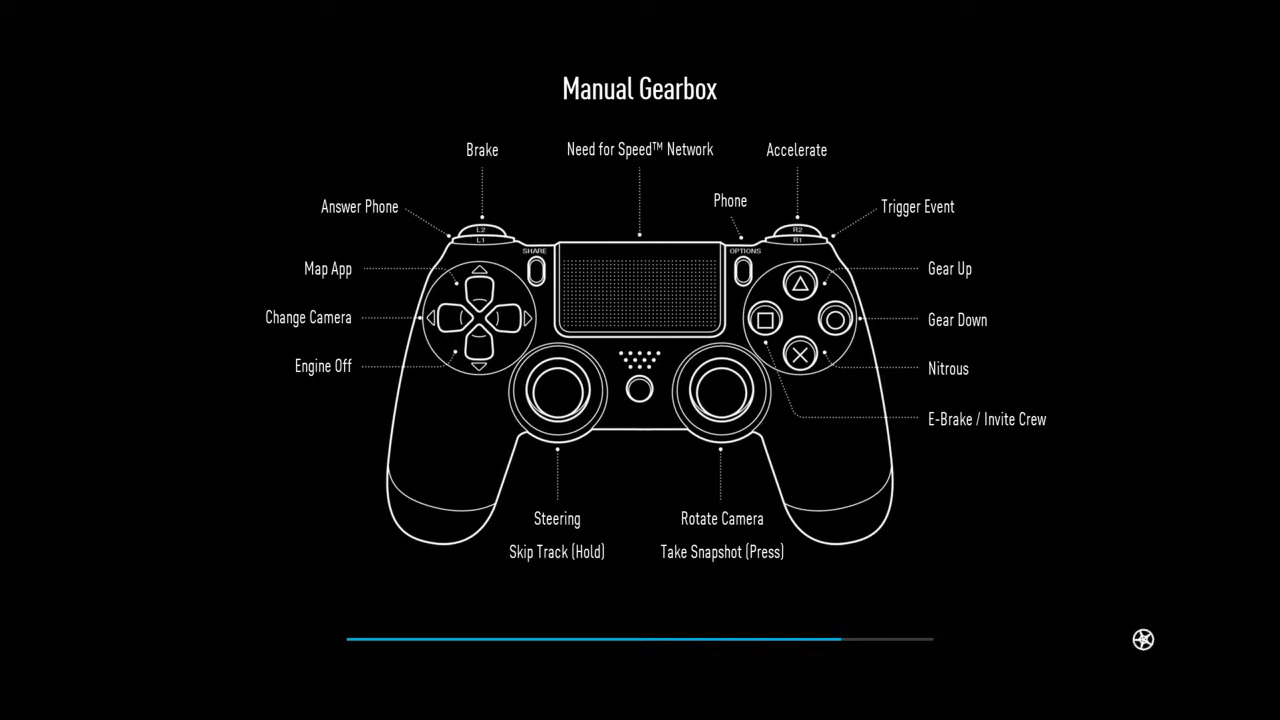 Manual Gearbox
Brake
Need for Speed™ Network
Accelerate
Phone
Answer Phone
Trigger Event
L2
R2
L1
R1
SHARE
OPTIONS
Map App
Gear Up
Change Camera
Gear Down
Engine Off
Nitrous
E-Brake / Invite Crew
Steering
Rotate Camera
Skip Track (Hold)
Take Snapshot (Press)